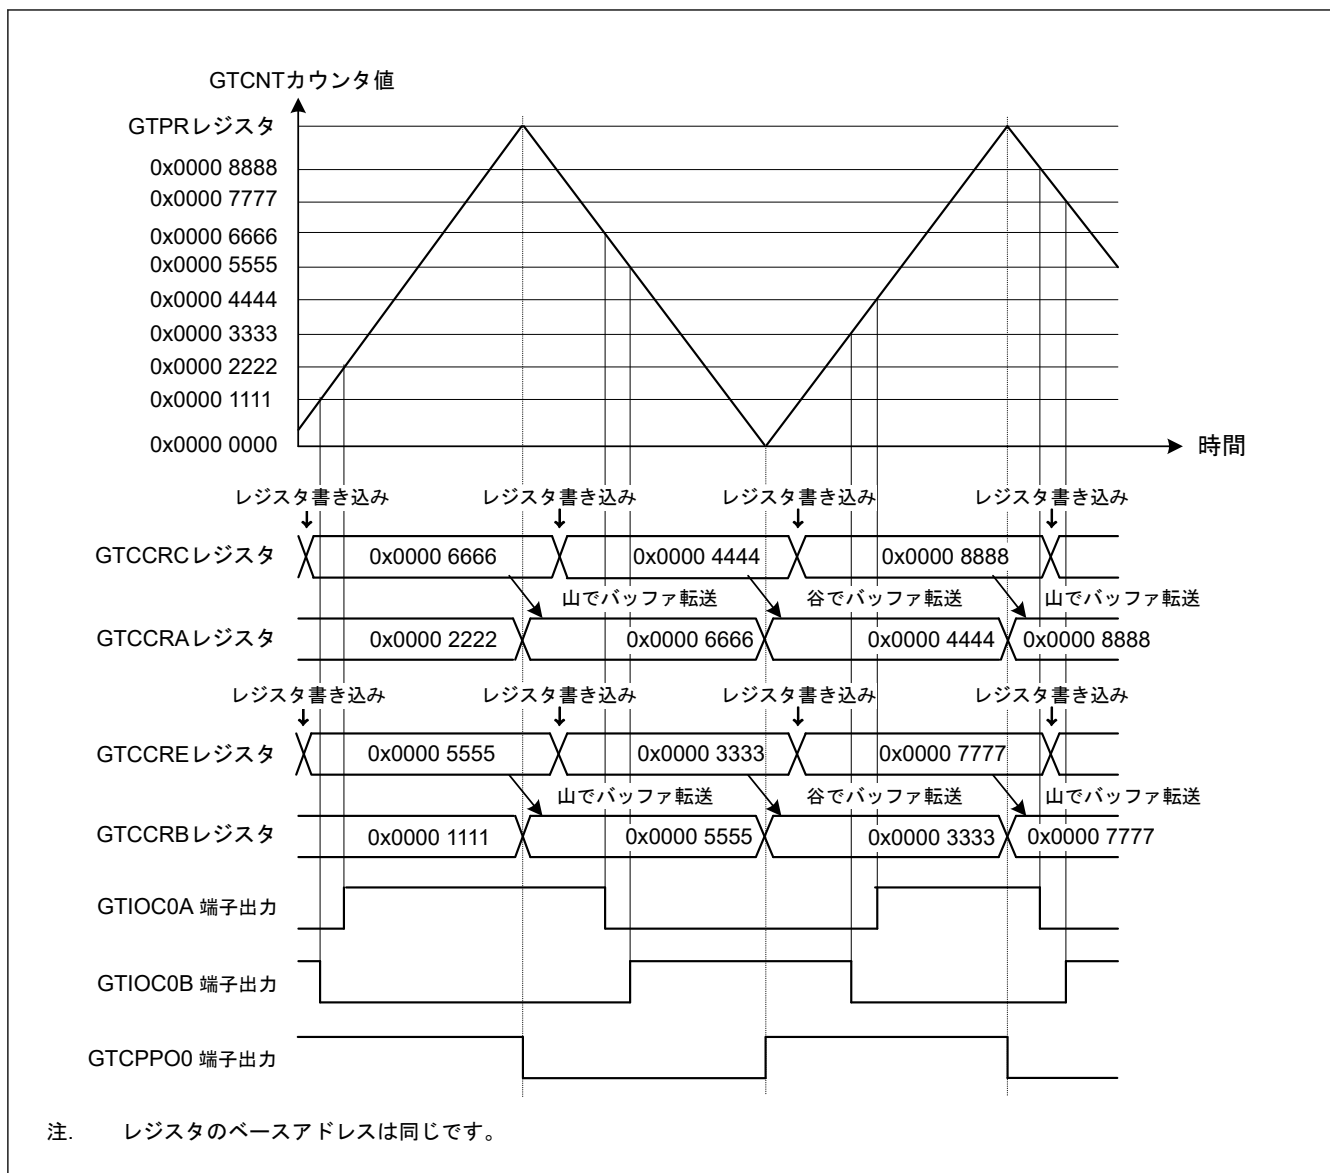 GTCNTカウンタ値
GTPRレジスタ
0x0000 8888
0x0000 7777
0x0000 6666
0x0000 5555
0x0000 4444
0x0000 3333
0x0000 2222
0x0000 1111
0x0000 0000
時間
レジスタ書き込み レジスタ書き込み レジスタ書き込み レジスタ書き込み
GTCCRCレジスタ 0x0000 6666 0x0000 4444 0x0000 8888
山でバッファ転送 谷でバッファ転送 山でバッファ転送
GTCCRAレジスタ 0x0000 2222 0x0000 6666 0x0000 4444 0x0000 8888
レジスタ書き込み レジスタ書き込み レジスタ書き込み レジスタ書き込み
GTCCREレジスタ 0x0000 5555 0x0000 3333 0x0000 7777
山でバッファ転送 谷でバッファ転送 山でバッファ転送
GTCCRBレジスタ 0x0000 1111 0x0000 5555 0x0000 3333 0x0000 7777
GTIOC0A 端子出力
GTIOC0B 端子出力
GTCPPO0 端子出力
注. レジスタのベースアドレスは同じです。